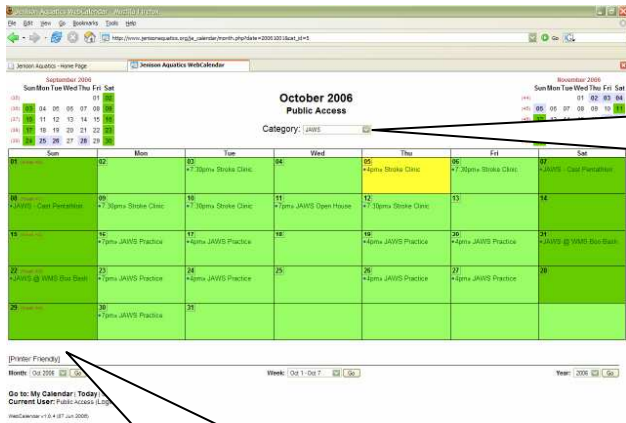 Jenison Aquatics WebCalendar - Mozilla Firefox
File Edit View Go Bookmarks Tools Help
Go
Jenison Aquatics - Home Page Jenison Aquatics WebCalendar
September 2006 November 2006
Sun Mon Tue Wed Thu Fri Sat Sun Mon Tue Wed Thu Fri Sat
01 02 01 02 03 04
03 04 05 06 07 08 09 05 06 07 08 09 10 11
10 11 12 13 14 15 16
17 18 19 20 21 22 23
24 25 26 27 28 29 30
October 2006
Public Access
Category: JAWS
Sun Mon Tue Wed Thu Fri Sat
01 02 03 04 05 06 07
•7:30pm» Stroke Clinic •4pm» Stroke Clinic •7:30pm» Stroke Clinic •JAWS - Cast Pentathlon
08 09 10 11 12 13 14
•JAWS - Cast Pentathlon •7:30pm» Stroke Clinic •7:30pm» Stroke Clinic •7pm» JAWS Open House •7:30pm» Stroke Clinic
15 16 17 18 19
•7pm» JAWS Practice •4pm» JAWS Practice •4pm» JAWS Practice •4pm» JAWS Practice •JAWS @ WMS Boo Bash
22 23 24 25 26 27 28
•JAWS @ WMS Boo Bash •7pm» JAWS Practice •4pm» JAWS Practice •4pm» JAWS Practice •4pm» JAWS Practice
29 30 31
•7pm» JAWS Practice
[Printer Friendly]
Month: Oct 2006 Go Week: Oct 1 - Oct 7 Go Year: 2006 Go
Go to: My Calendar | Today |
Current User: Public Access (Log
WebCalendar v1.0.4 (07 Jun 2006)